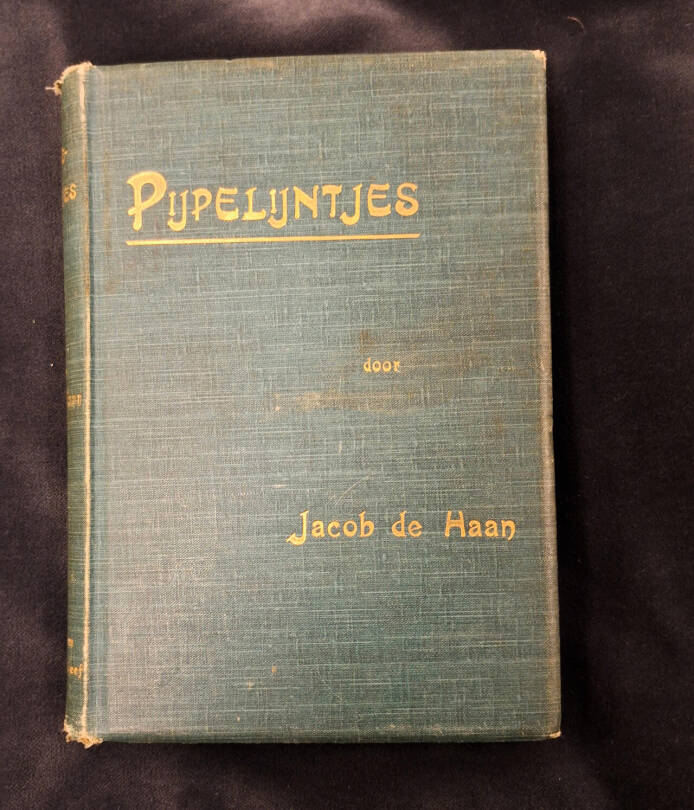 PIJPELIJNTJES
door
Jacob de Haan